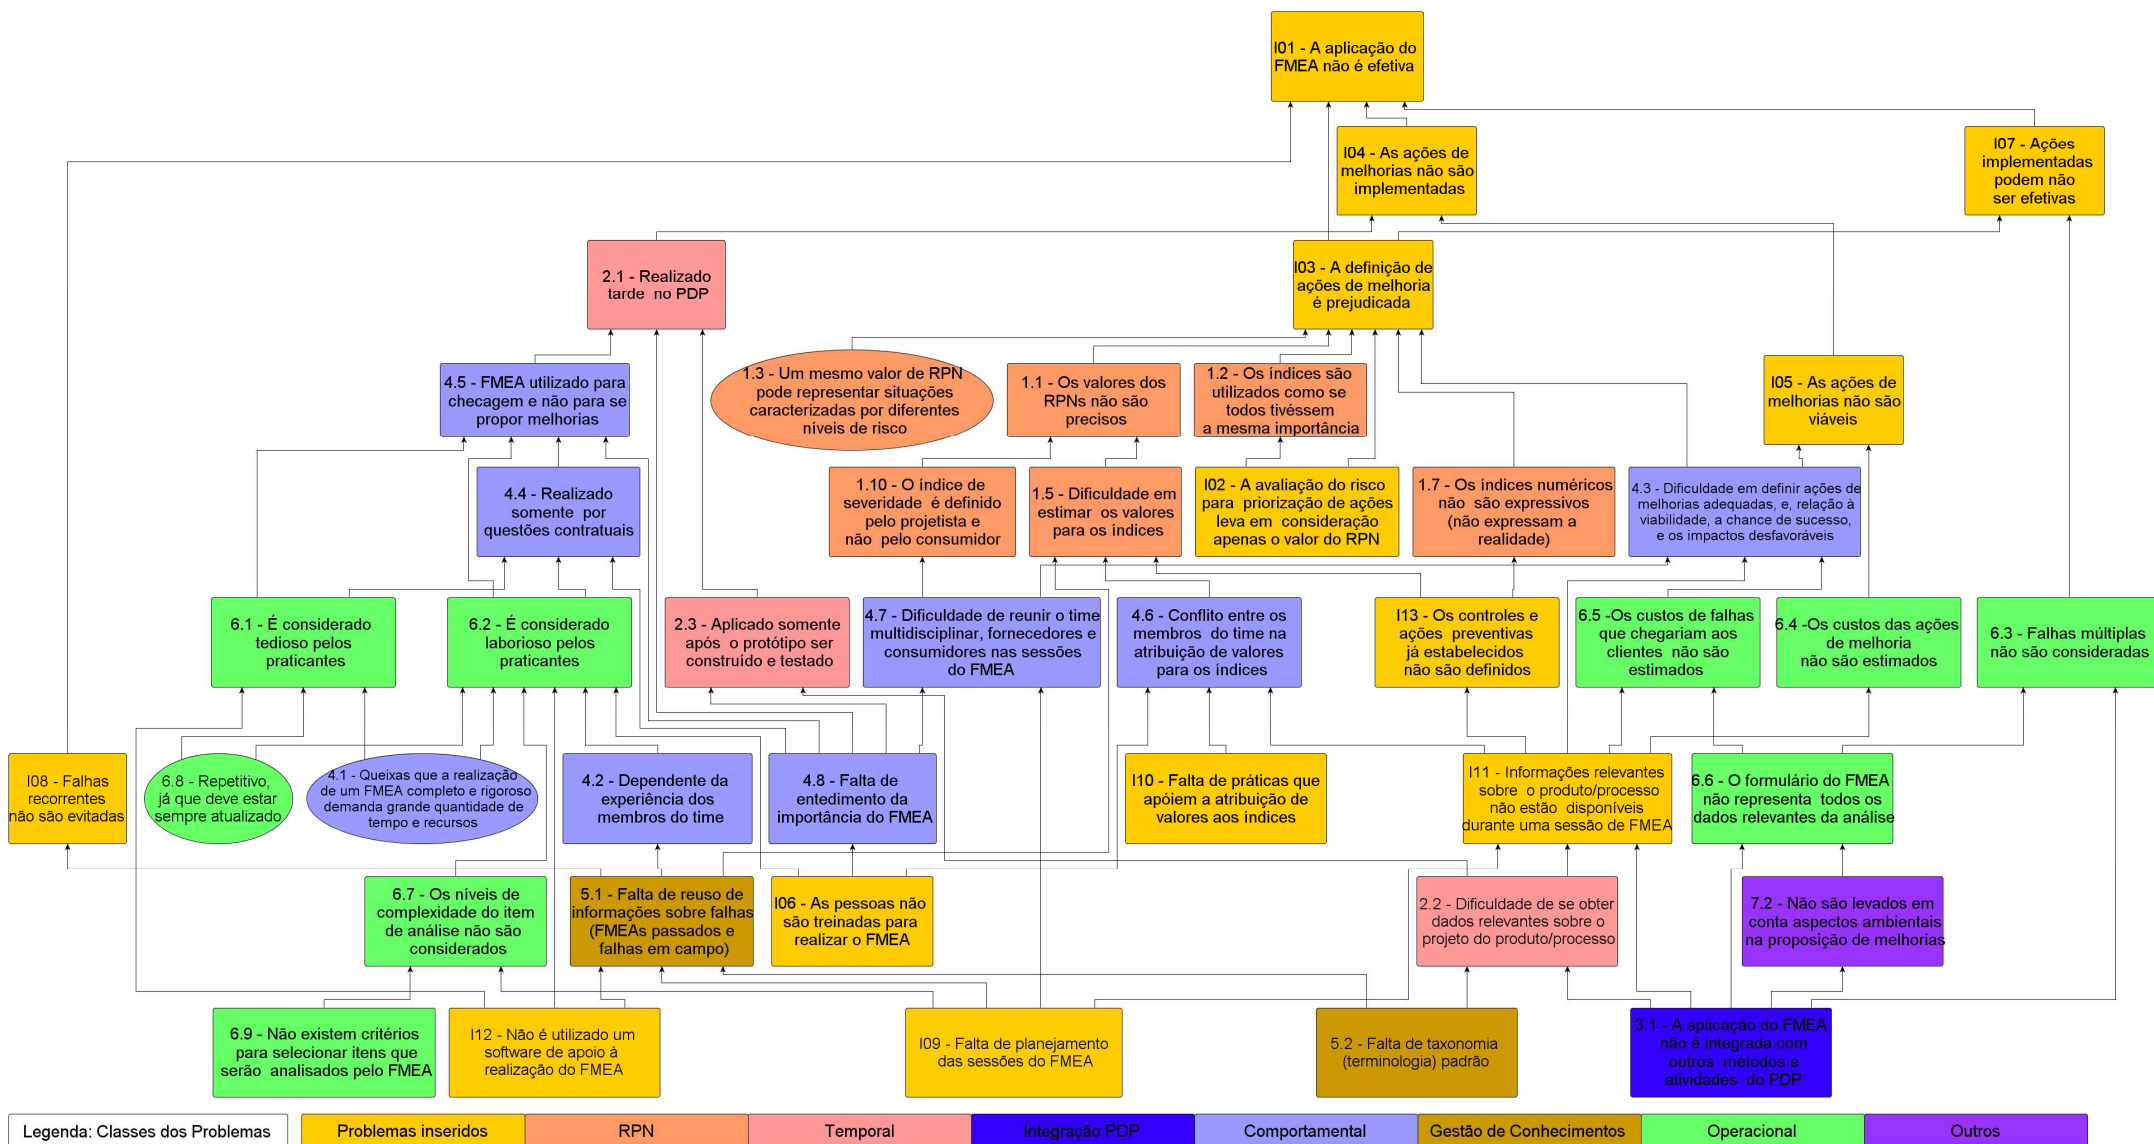 I01 - A aplicação do
FMEA não é efetiva
I04 - As ações de
melhorias não são
implementadas
I07 - Ações
implementadas
podem não
ser efetivas
2.1 - Realizado
tarde no PDP
I03 - A definição de
ações de melhoria
é prejudicada
4.5 - FMEA utilizado para
checagem e não para se
propor melhorias
1.3 - Um mesmo valor de RPN
pode representar situações
caracterizadas por diferentes
níveis de risco
1.1 - Os valores dos
RPNs não são
precisos
1.2 - Os índices são
utilizados como se
todos tivéssem
a mesma importância
I05 - As ações de
melhorias não são
viáveis
4.4 - Realizado
somente por
questões contratuais
1.10 - O índice de
severidade é definido
pelo projetista e
não pelo consumidor
1.5 - Dificuldade em
estimar os valores
para os índices
I02 - A avaliação do risco
para priorização de ações
leva em consideração
apenas o valor do RPN
1.7 - Os índices numéricos
não são expressivos
(não expressam a
realidade)
4.3 - Dificuldade em definir ações de
melhorias adequadas, e, relação à
viabilidade, a chance de sucesso,
e os impactos desfavoráveis
6.1 - É considerado
tedioso pelos
praticantes
6.2 - É considerado
laborioso pelos
praticantes
2.3 - Aplicado somente
após o protótipo ser
construído e testado
4.7 - Dificuldade de reunir o time
multidisciplinar, fornecedores e
consumidores nas sessões
do FMEA
4.6 - Conflito entre os
membros do time na
atribuição de valores
para os índices
I13 - Os controles e
ações preventivas
já estabelecidos
não são definidos
6.5 -Os custos de falhas
que chegariam aos
clientes não são
estimados
6.4 -Os custos das ações
de melhoria
não são estimados
6.3 - Falhas múltiplas
não são consideradas
I08 - Falhas
recorrentes
não são evitadas
6.8 - Repetitivo,
já que deve estar
sempre atualizado
4.1 - Queixas que a realização
de um FMEA completo e rigoroso
demanda grande quantidade de
tempo e recursos
4.2 - Dependente da
experiência dos
membros do time
4.8 - Falta de
entedimento da
importância do FMEA
I10 - Falta de práticas que
apóiem a atribuição de
valores aos índices
I11 - Informações relevantes
sobre o produto/processo
não estão disponíveis
durante uma sessão de FMEA
6.6 - O formulário do FMEA
não representa todos os
dados relevantes da análise
6.7 - Os níveis de
complexidade do item
de análise não são
considerados
5.1 - Falta de reuso de
informações sobre falhas
(FMEAs passados e
falhas em campo)
I06 - As pessoas não
são treinadas para
realizar o FMEA
2.2 - Dificuldade de se obter
dados relevantes sobre o
projeto do produto/processo
7.2 - Não são levados em
conta aspectos ambientais
na proposição de melhorias
6.9 - Não existem critérios
para selecionar itens que
serão analisados pelo FMEA
I12 - Não é utilizado um
software de apoio à
realização do FMEA
I09 - Falta de planejamento
das sessões do FMEA
5.2 - Falta de taxonomia
(terminologia) padrão
3.1 - A aplicação do FMEA
não é integrada com
outros métodos e
atividades do PDP
Legenda: Classes dos Problemas
Problemas inseridos
RPN
Temporal
Integração PDP
Comportamental
Gestão de Conhecimentos
Operacional
Outros